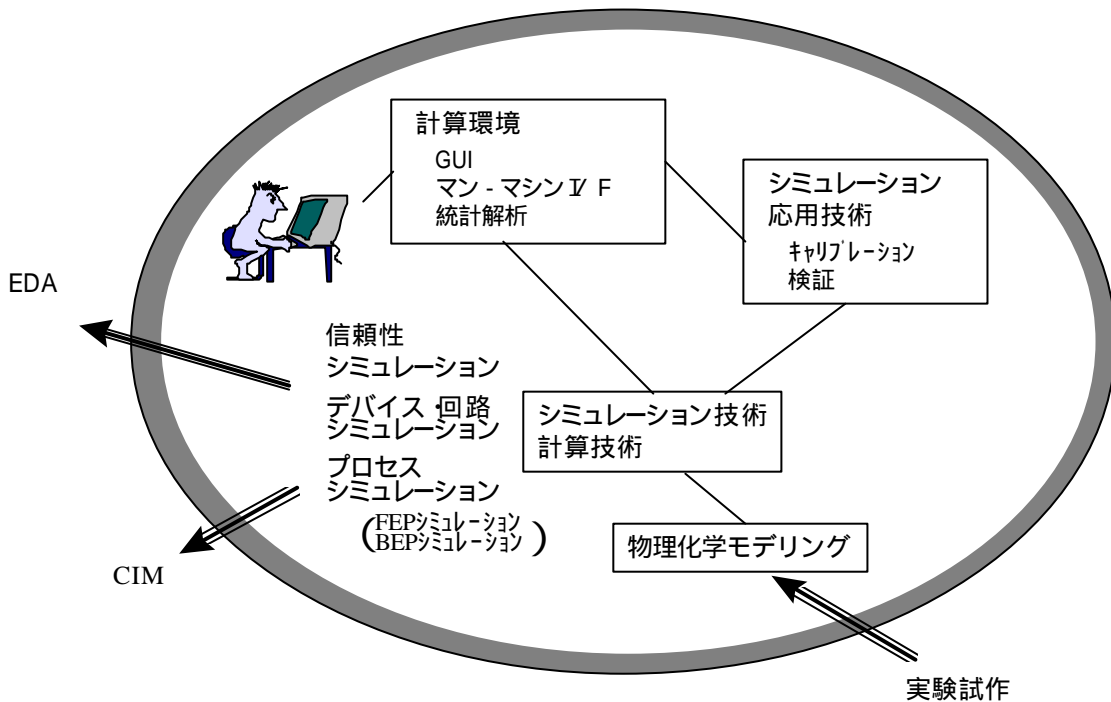 計算環境
GUI
マン - マシン I/ F
統計解析
シミュレーション
応用技術
ｷｬﾘﾌﾞﾚｰｼｮﾝ
検証
EDA
信頼性
シミュレーション
デバイス・回路
シミュレーション
プロセス
シミュレーション
(FEPｼﾐｭﾚｰｼｮﾝ
BEPｼﾐｭﾚｰｼｮﾝ )
シミュレーション技術
計算技術
物理化学モデリング
CIM
実験試作